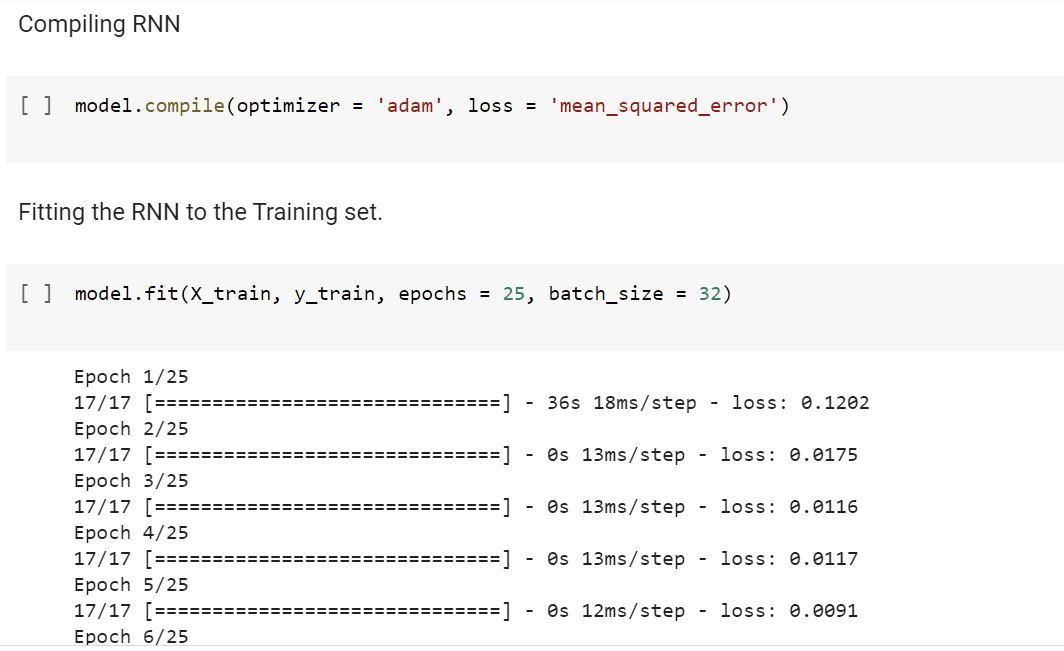 Compiling RNN
[ ] model.compile(optimizer = 'adam', loss = 'mean_squared_error')
Fitting the RNN to the Training set.
[ ] model.fit(X_train, y_train, epochs = 25, batch_size = 32)
Epoch 1/25
17/17 [==============================] - 36s 18ms/step - loss: 0.1202
Epoch 2/25
17/17 [==============================] - 0s 13ms/step - loss: 0.0175
Epoch 3/25
17/17 [==============================] - 0s 13ms/step - loss: 0.0116
Epoch 4/25
17/17 [==============================] - 0s 13ms/step - loss: 0.0117
Epoch 5/25
17/17 [==============================] - 0s 12ms/step - loss: 0.0091
Epoch 6/25